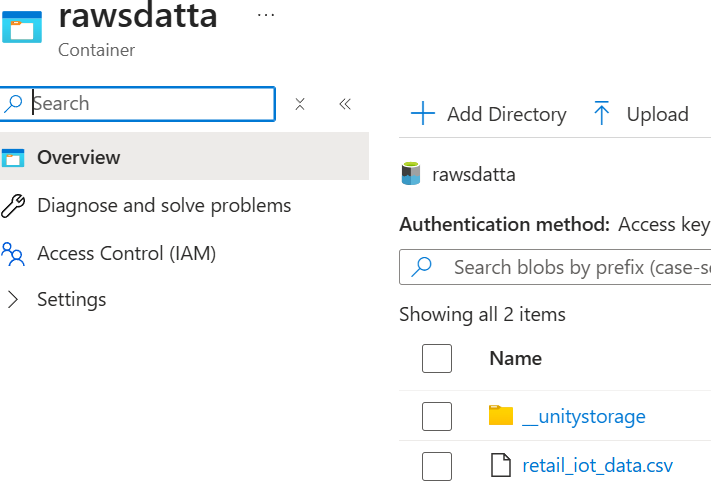 rawsdatta ...
Container
Search
Overview
Diagnose and solve problems
Access Control (IAM)
Settings
Add Directory Upload
rawsdatta
Authentication method: Access key
Search blobs by prefix (case-se
Showing all 2 items
Name
__unitystorage
retail_iot_data.csv